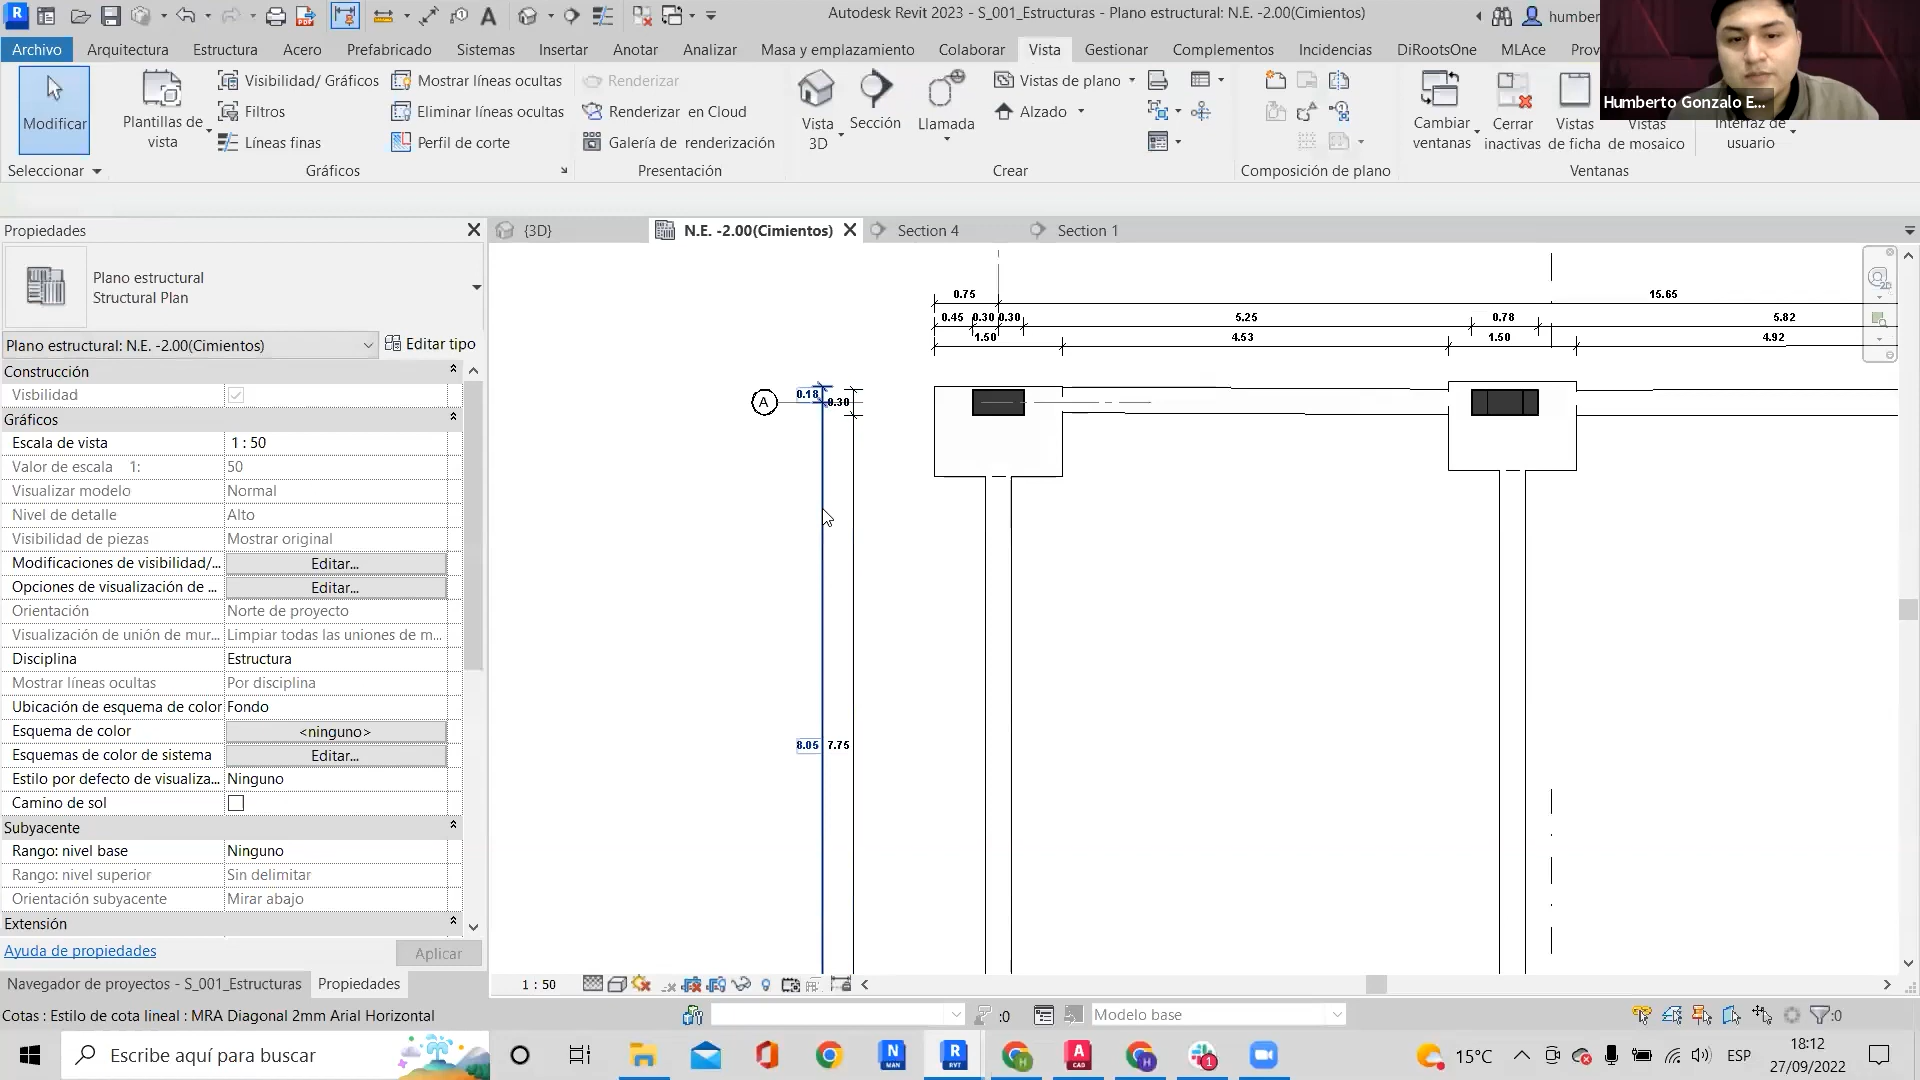 Autodesk Revit 2023 - S_001_Estructuras - Plano estructural: N.E. -2.00(Cimientos)
humber
Archivo Arquitectura Estructura Acero Prefabricado Sistemas Insertar Anotar Analizar Masa y emplazamiento Colaborar Vista Gestionar Complementos Incidencias DiRootsOne MLAce Prov
Humberto Gonzalo E...
Modificar
Plantillas de vista
Visibilidad/ Gráficos
Filtros
Líneas finas
Mostrar líneas ocultas
Eliminar líneas ocultas
Perfil de corte
Renderizar
Renderizar en Cloud
Galería de renderización
Vista 3D
Sección
Llamada
Vistas de plano
Alzado
Cambiar ventanas
Cerrar inactivas
Vistas de ficha
Vistas de mosaico
Interfaz de usuario
Seleccionar Gráficos Presentación Crear Composición de plano Ventanas
Propiedades
{3D} N.E. -2.00(Cimientos) Section 4 Section 1
Plano estructural
Structural Plan
Plano estructural: N.E. -2.00(Cimientos) Editar tipo
Construcción
Visbilidad
Gráficos
Escala de vista 1 : 50
Valor de escala 1: 50
Visualizar modelo Normal
Nivel de detalle Alto
Visibilidad de piezas Mostrar original
Modificaciones de visibilidad/... Editar...
Opciones de visualización de ... Editar...
Orientación Norte de proyecto
Visualización de unión de mur... Limpiar todas las uniones de m...
Disciplina Estructura
Mostrar líneas ocultas Por disciplina
Ubicación de esquema de color Fondo
Esquema de color <ninguno>
Esquemas de color de sistema Editar...
Estilo por defecto de visualiza... Ninguno
Camino de sol
Subyacente
Rango: nivel base Ninguno
Rango: nivel superior Sin delimitar
Orientación subyacente Mirar abajo
Extensión
Ayuda de propiedades Aplicar
Navegador de proyectos - S_001_Estructuras Propiedades
0.75 15.65
0.45 0.30 0.30 5.25 0.78 5.82
1.50 4.53 1.50 4.92
A 0.18 0.30
8.05 7.75
2D
1 : 50
Cotas : Estilo de cota lineal : MRA Diagonal 2mm Arial Horizontal
:0 Modelo base :0
Escribe aquí para buscar
15°C ESP
18:12
27/09/2022